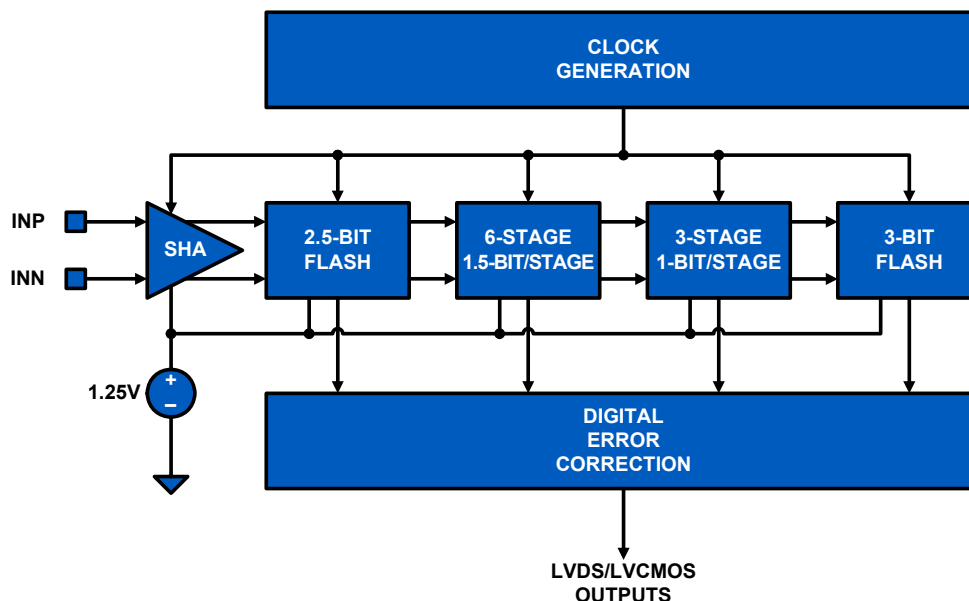 CLOCK
GENERATION
INP
INN
SHA
2.5-BIT
FLASH
6-STAGE
1.5-BIT/STAGE
3-STAGE
1-BIT/STAGE
3-BIT
FLASH
1.25V
+
–
DIGITAL
ERROR
CORRECTION
LVDS/LVCMOS
OUTPUTS